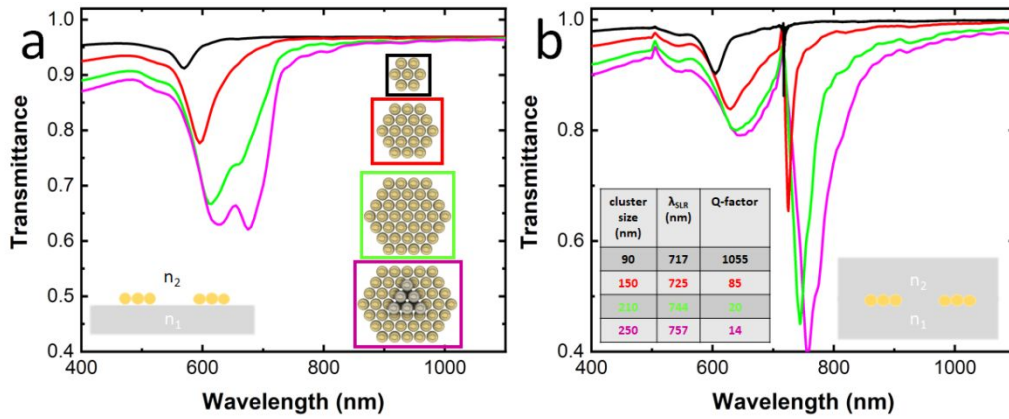 a
1.0
0.9
0.8
0.7
0.6
0.5
0.4
Transmittance
n2
n1
400 600 800 1000
Wavelength (nm)
b
1.0
0.8
0.6
0.4
Transmittance
cluster size (nm) λSLR (nm) Q-factor
90 717 1055
150 725 85
210 744 20
250 757 14
n2
n1
400 600 800 1000
Wavelength (nm)